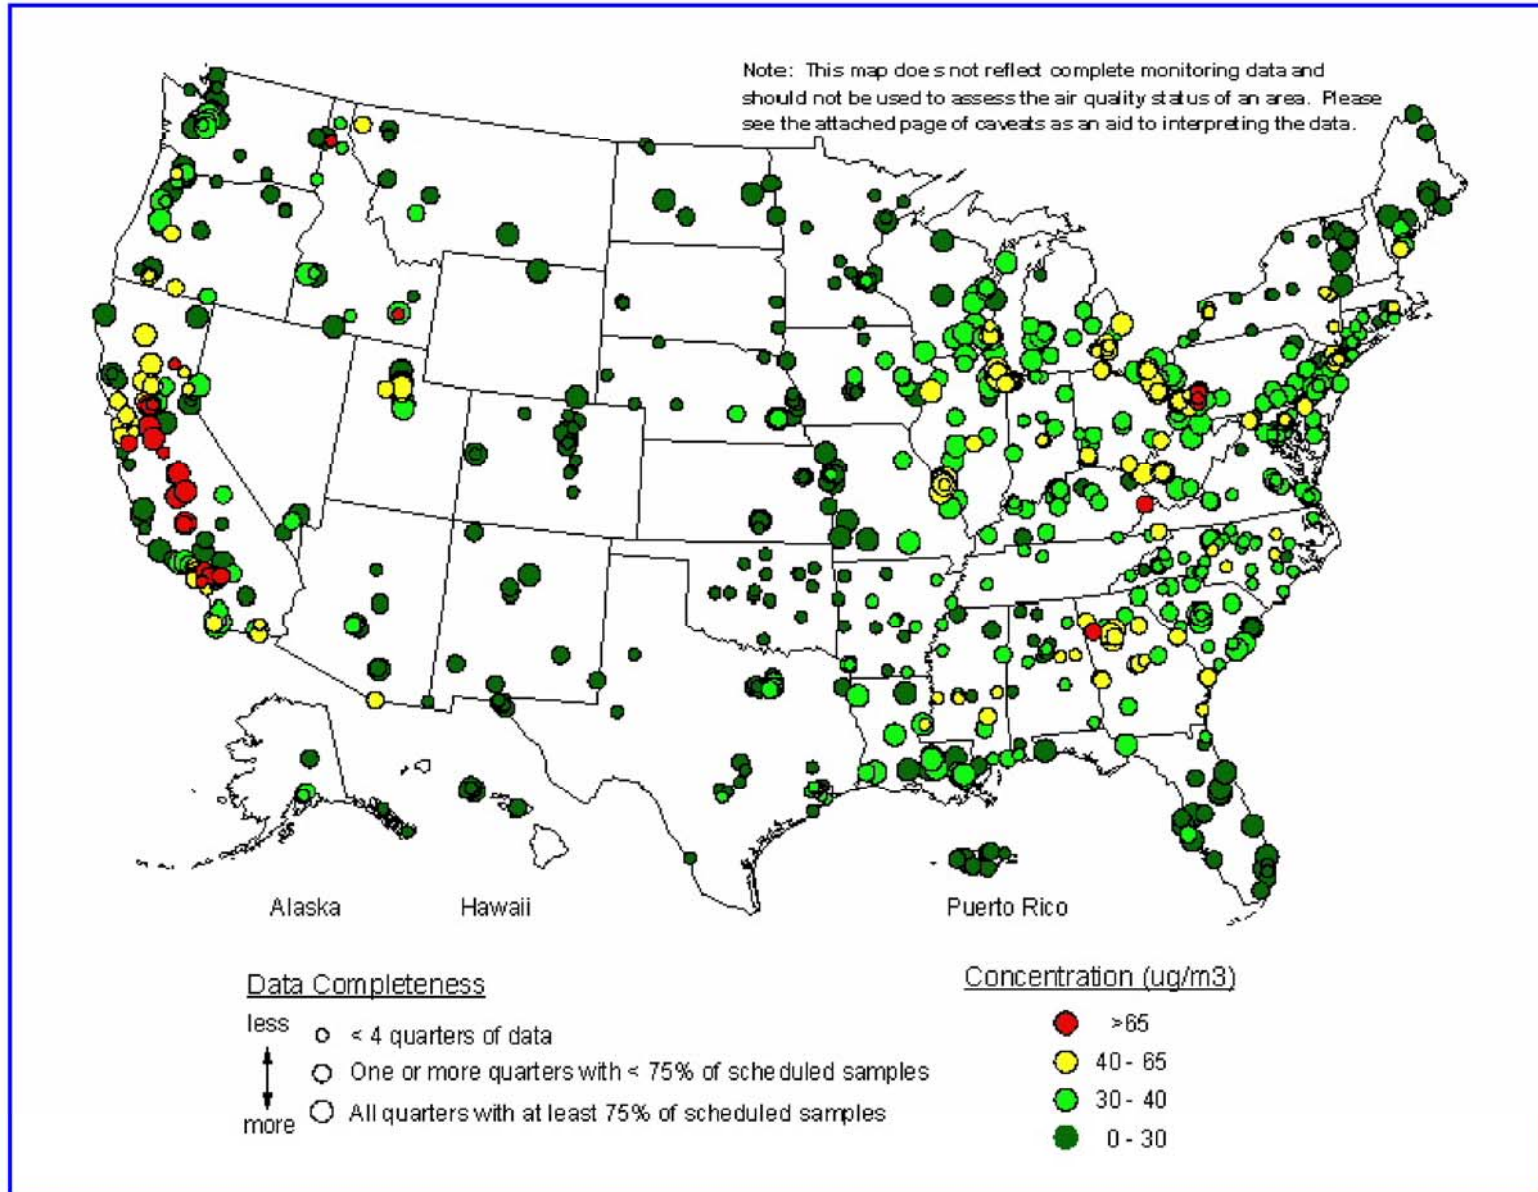 Note: This map does not reflect complete monitoring data and
should not be used to assess the air quality status of an area. Please
see the attached page of caveats as an aid to interpreting the data.
Alaska
Hawaii
Puerto Rico
Data Completeness
less
< 4 quarters of data
One or more quarters with < 75% of scheduled samples
more
All quarters with at least 75% of scheduled samples
Concentration (ug/m3)
>65
40 - 65
30 - 40
0 - 30